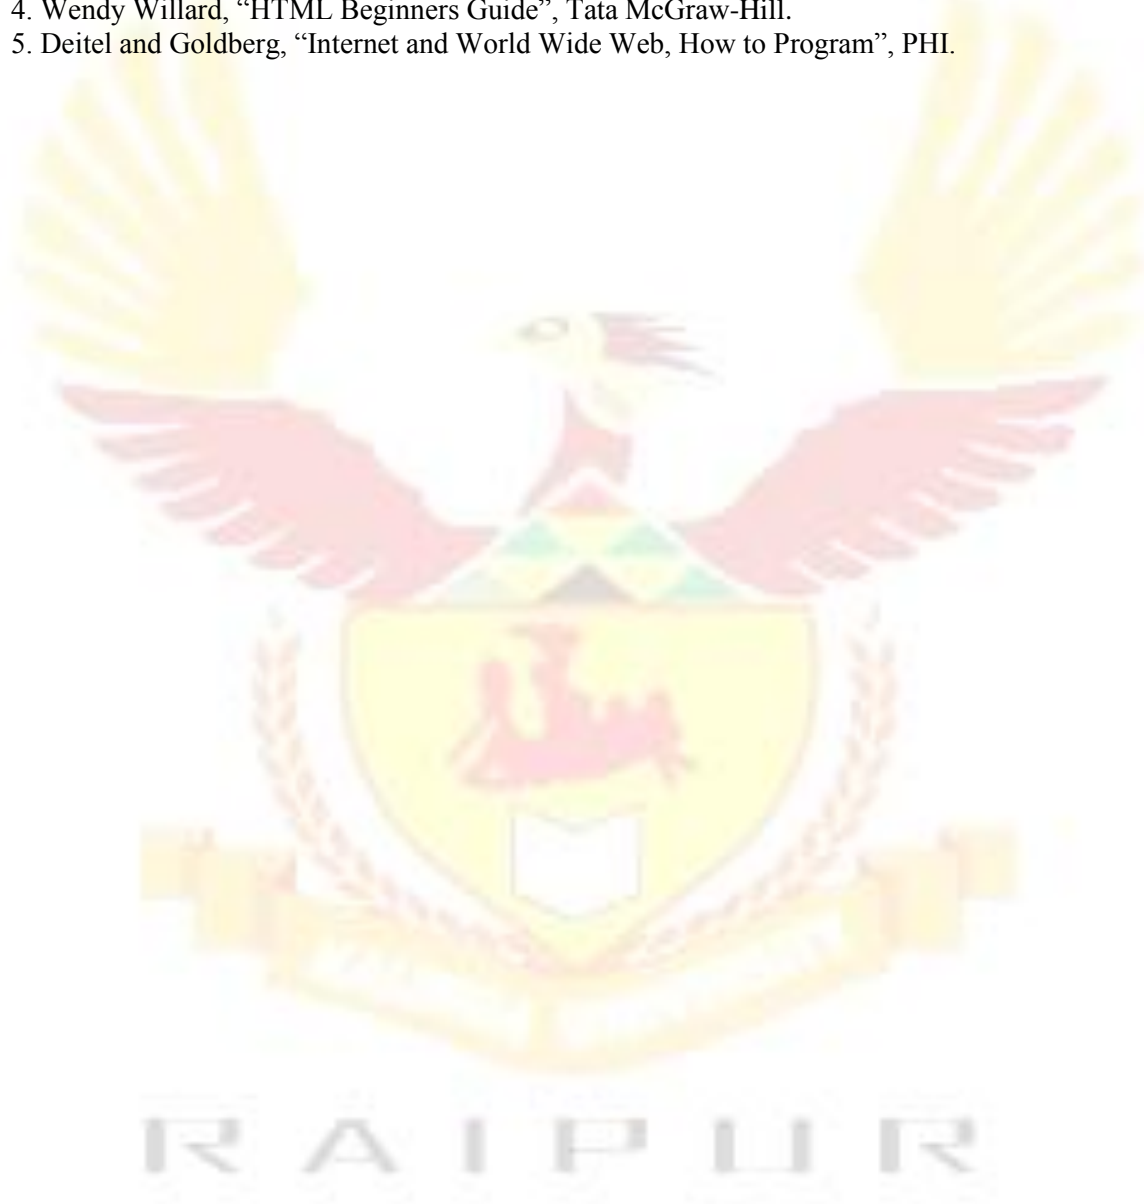 4. Wendy Willard, “HTML Beginners Guide”, Tata McGraw-Hill.
5. Deitel and Goldberg, “Internet and World Wide Web, How to Program”, PHI.
RAIPUR